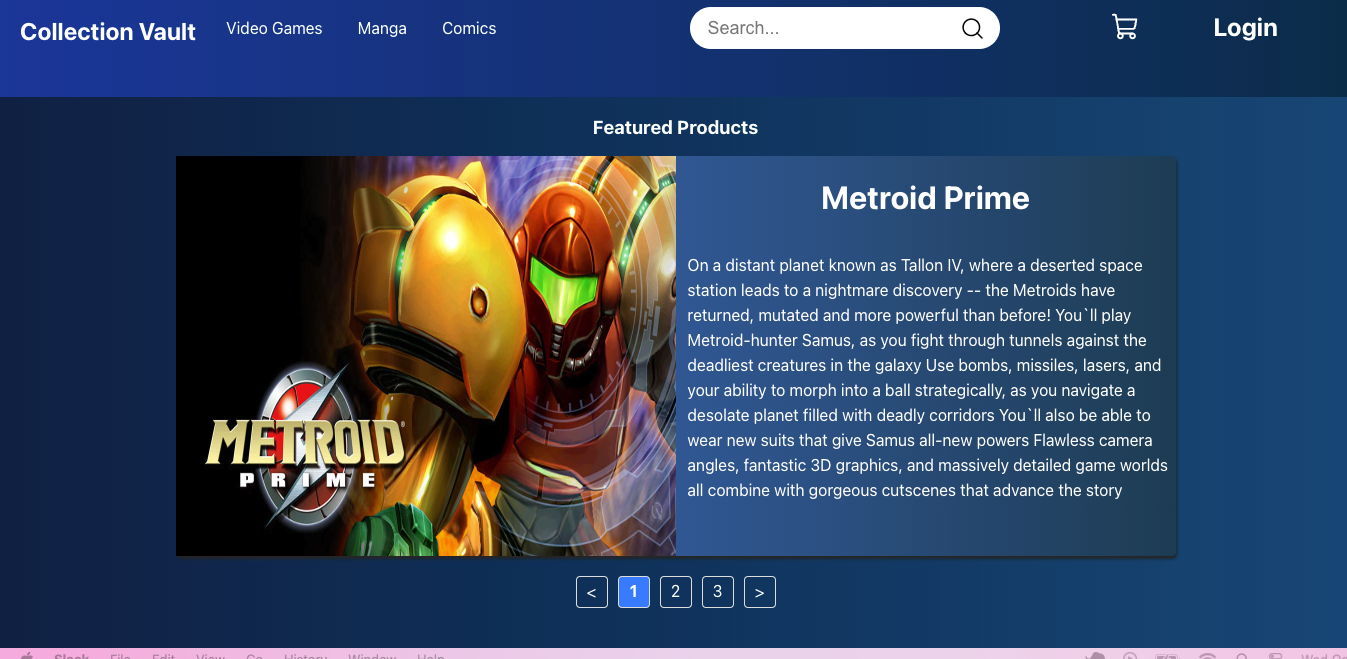 Collection Vault Video Games Manga Comics Search... Login
Featured Products
Metroid Prime
On a distant planet known as Tallon IV, where a deserted space
station leads to a nightmare discovery -- the Metroids have
returned, mutated and more powerful than before! You`ll play
Metroid-hunter Samus, as you fight through tunnels against the
deadliest creatures in the galaxy Use bombs, missiles, lasers, and
your ability to morph into a ball strategically, as you navigate a
desolate planet filled with deadly corridors You`ll also be able to
wear new suits that give Samus all-new powers Flawless camera
angles, fantastic 3D graphics, and massively detailed game worlds
all combine with gorgeous cutscenes that advance the story
METROID
PRIME
< 1 2 3 >
File Edit View Go History Window Help